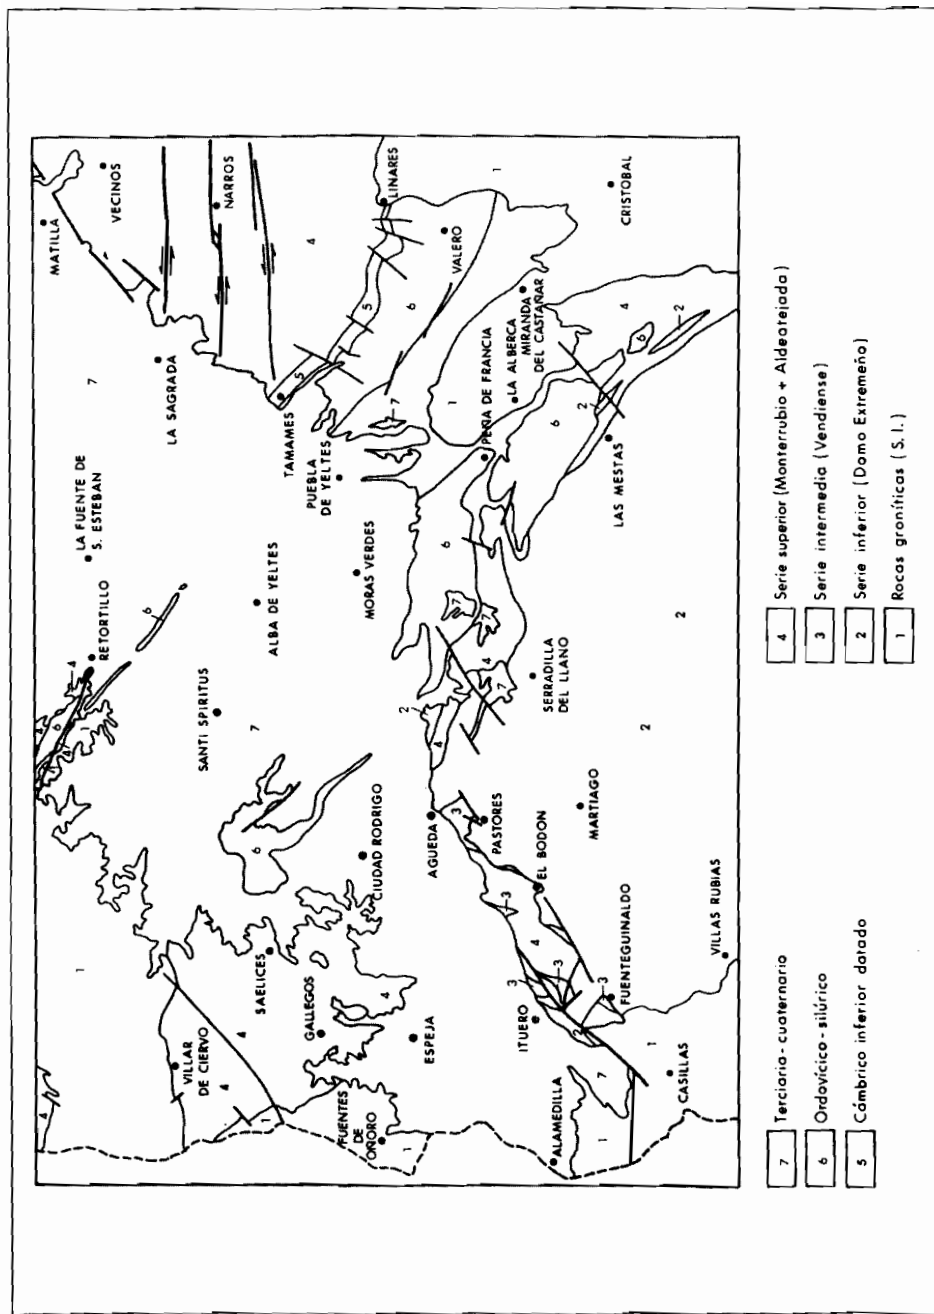 MATILLA
VECINOS
NARROS
LINARES
VALERO
CRISTOBAL
MIRANDA
DEL CASTAÑAR
LA ALBERCA
PEÑA DE FRANCIA
LAS MESTAS
LA SAGRADA
TAMAMES
PUEBLA
DE YELTES
LA FUENTE DE
S. ESTEBAN
RETORTILLO
ALBA DE YELTES
MORAS VERDES
SANTI SPIRITUS
SERRADILLA
DEL LLANO
CIUDAD RODRIGO
AGUEDA
PASTORES
MARTIAGO
EL BODON
VILLAS RUBIAS
FUENTEGUINALDO
ITUERO
SAELICES
GALLEGOS
ESPEJA
VILLAR
DE CIERVO
FUENTES
DE
OÑORO
ALAMEDILLA
CASILLAS
7 Terciario - cuaternario
6 Ordovícico - silúrico
5 Cámbrico inferior datado
4 Serie superior (Monterrubio + Aldeatejada)
3 Serie intermedia (Vendiense)
2 Serie inferior (Domo Extremeño)
1 Rocas graníticas (S. l.)